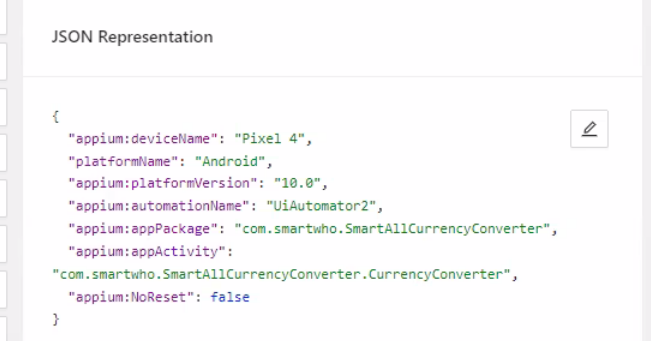 JSON Representation
{
"appium:deviceName": "Pixel 4",
"platformName": "Android",
"appium:platformVersion": "10.0",
"appium:automationName": "UiAutomator2",
"appium:appPackage": "com.smartwho.SmartAllCurrencyConverter",
"appium:appActivity":
"com.smartwho.SmartAllCurrencyConverter.CurrencyConverter",
"appium:NoReset": false
}